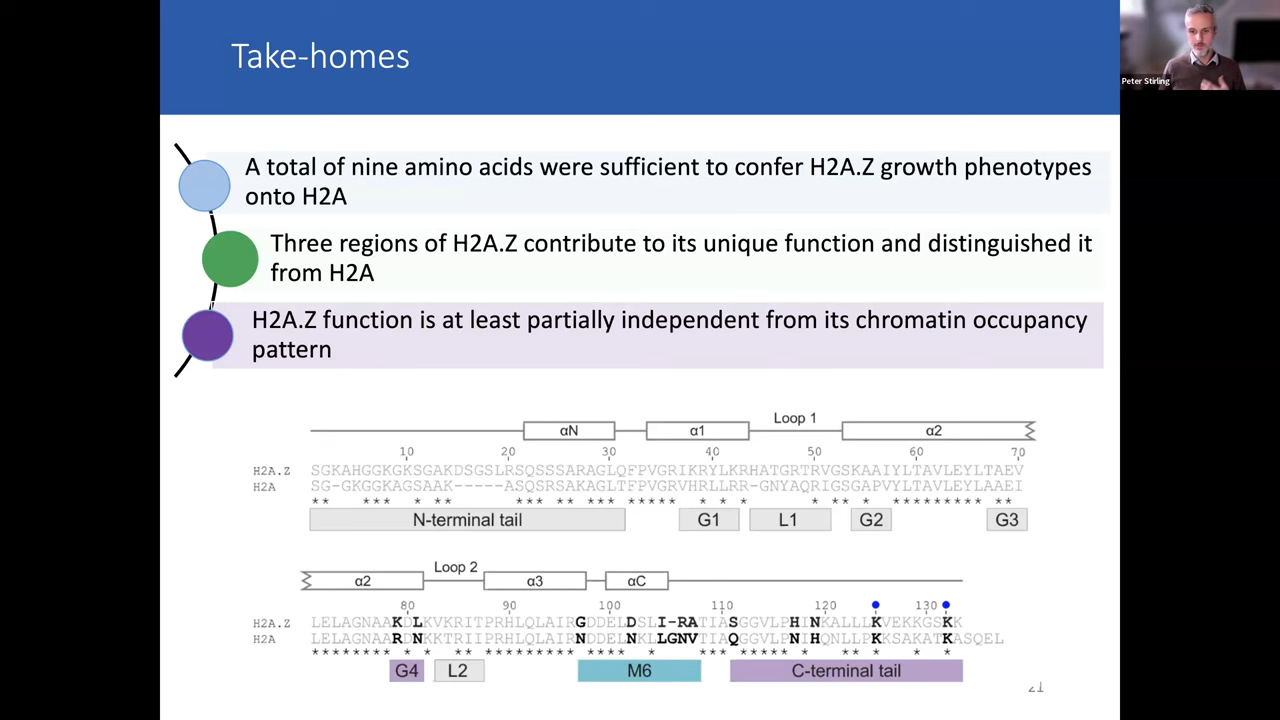 Take-homes
Peter Stirling
A total of nine amino acids were sufficient to confer H2A.Z growth phenotypes
onto H2A
Three regions of H2A.Z contribute to its unique function and distinguished it
from H2A
H2A.Z function is at least partially independent from its chromatin occupancy
pattern
Loop 1
αN α1 α2
10 20 30 40 50 60 70
H2A.Z SGKAHGGKGKSGAKDSGSLRSQSSSARAGLQFPVGRIKRYLKRHATGRTRVGSKAAIYLTAVLEYLTAEV
H2A SG-GKGGKAGSAAK-----ASQSRSAKAGLTFPVGRVHRLLRR-GNYAQRIGSGAPVYLTAVLEYLAAEI
N-terminal tail G1 L1 G2 G3
Loop 2
α2 α3 αC
80 90 100 110 120 130
H2A.Z LELAGNAAKDLKVKRITPRHLQLAIRGDDELDSLI-RATIASGGVLPHINKALLLKVEKKGSKK
H2A LELAGNAARDNKKTRIIPRHLQLAIRNDDELNKLLGNVTIAQGGVLPNIHQNLLPKKSAKATKASQEL
G4 L2 M6 C-terminal tail
21